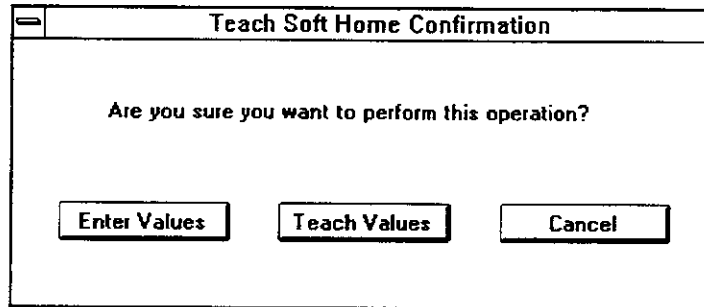 Teach Soft Home Confirmation
Are you sure you want to perform this operation?
Enter Values Teach Values Cancel